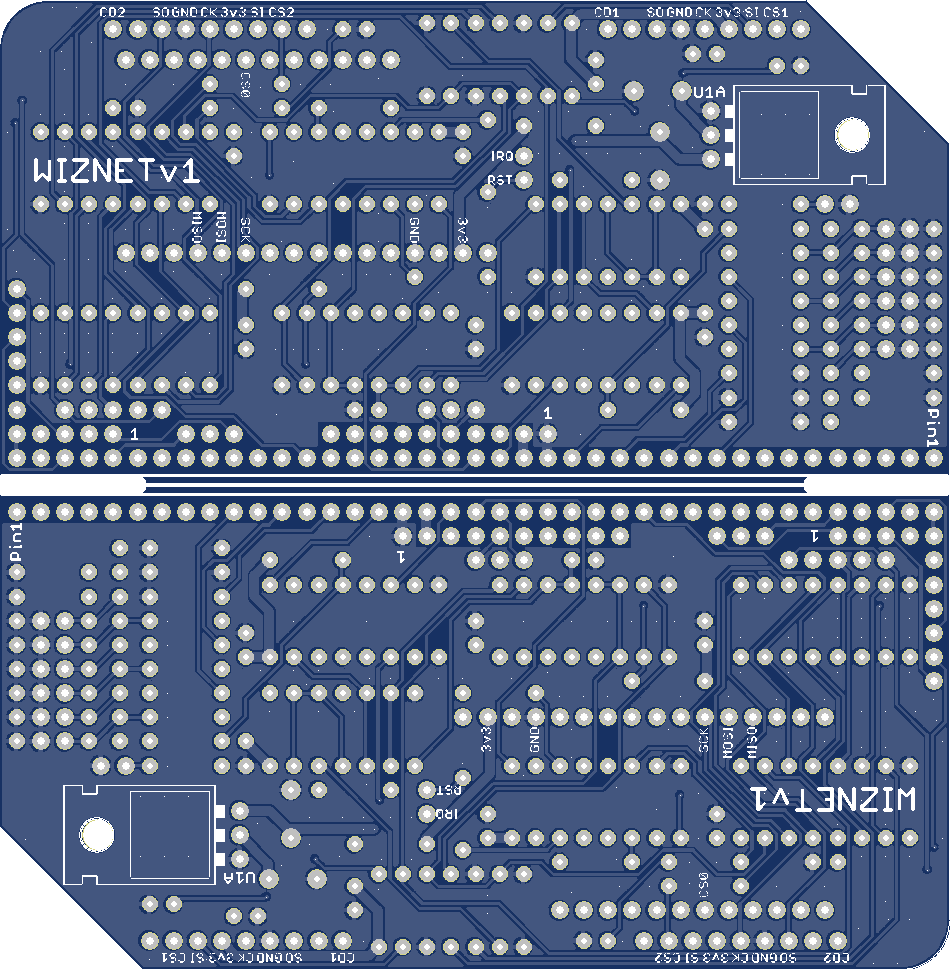 CD2 SOGNDCK3v3SICS2 CD1 SOGNDCK3v3SICS1
CS0
U1A
IRQ
WIZNETv1
RST
MISO MOSI SCK GND 3v3
1
1
Pin1
Pin1
1
1
3v3 GND SCK MOSI MISO
RST
WIZNETv1
IRQ
U1A
CS0
CS1SI3v3CKGNDSO CD1 CS2SI3v3CKGNDSO CD2